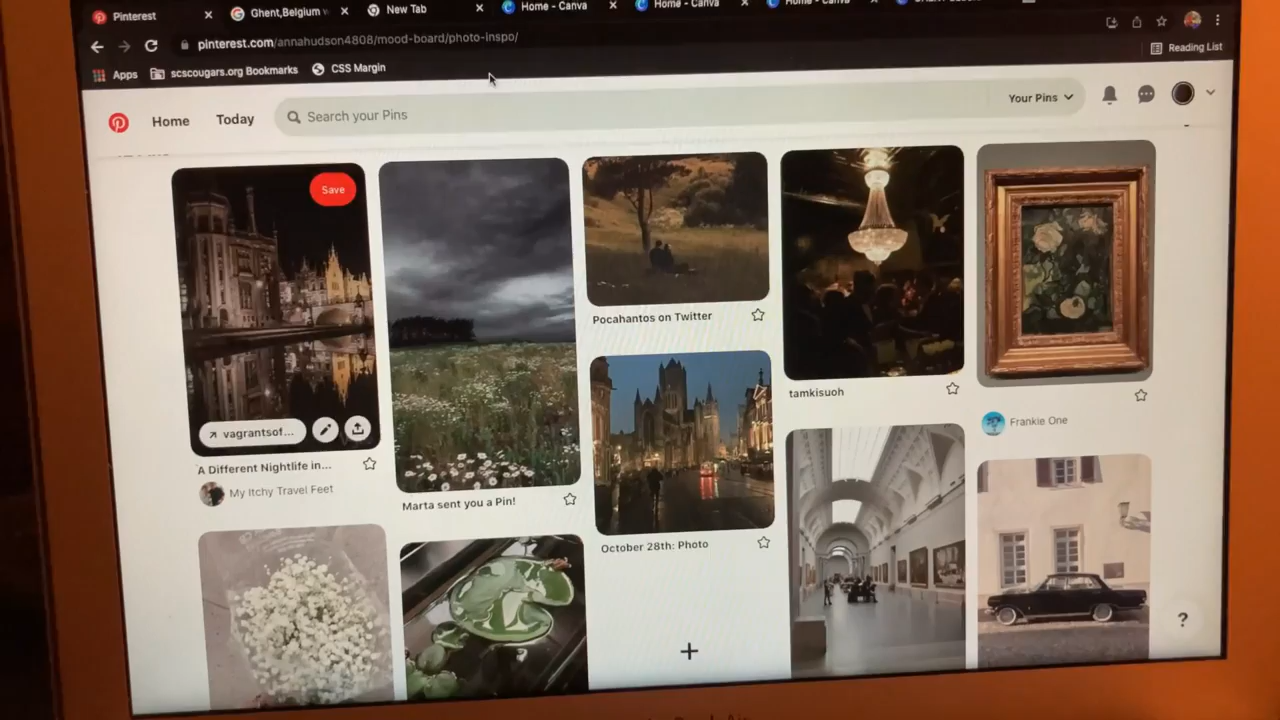 Pinterest
Ghent,Belgium
New Tab
Home - Canva
Home - Canva
Home - Canva
pinterest.com/annahudson4808/mood-board/photo-inspo/
Reading List
Apps
scscougars.org Bookmarks
CSS Margin
Home
Today
Search your Pins
Your Pins
Save
vagrantsof...
A Different Nightlife in...
My Itchy Travel Feet
Marta sent you a Pin!
Pocahantos on Twitter
October 28th: Photo
tamkisuoh
Frankie One
+
?